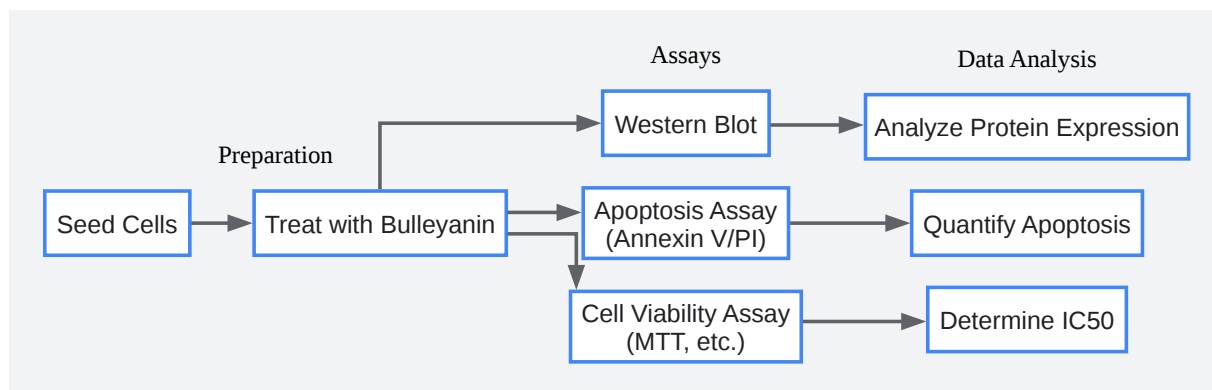 Assays
Data Analysis
Western Blot
Analyze Protein Expression
Preparation
Seed Cells
Treat with Bulleyanin
Apoptosis Assay
(Annexin V/PI)
Quantify Apoptosis
Cell Viability Assay
(MTT, etc.)
Determine IC50